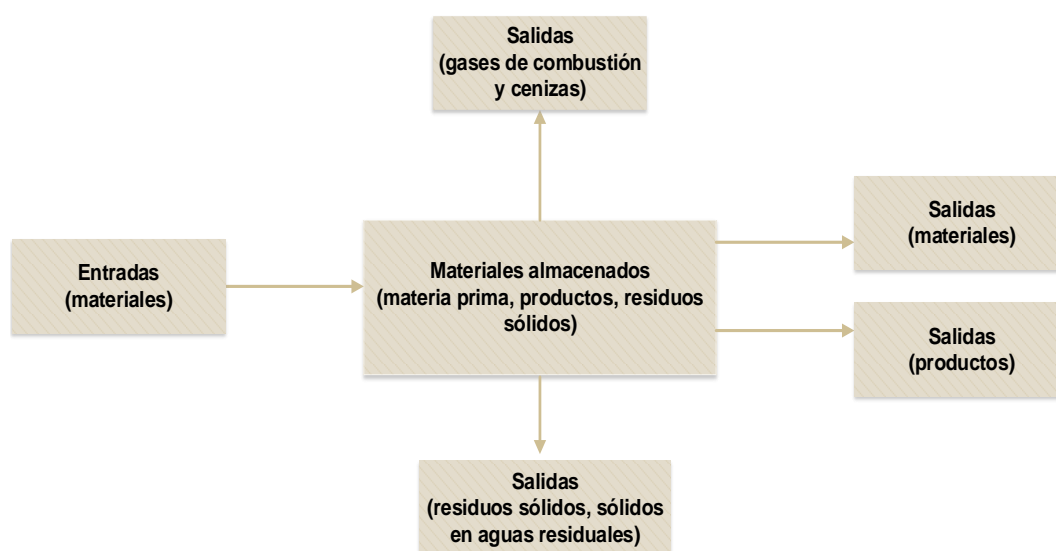 Salidas
(gases de combustión
y cenizas)
Salidas
(materiales)
Entradas
(materiales)
Materiales almacenados
(materia prima, productos, residuos
sólidos)
Salidas
(productos)
Salidas
(residuos sólidos, sólidos
en aguas residuales)